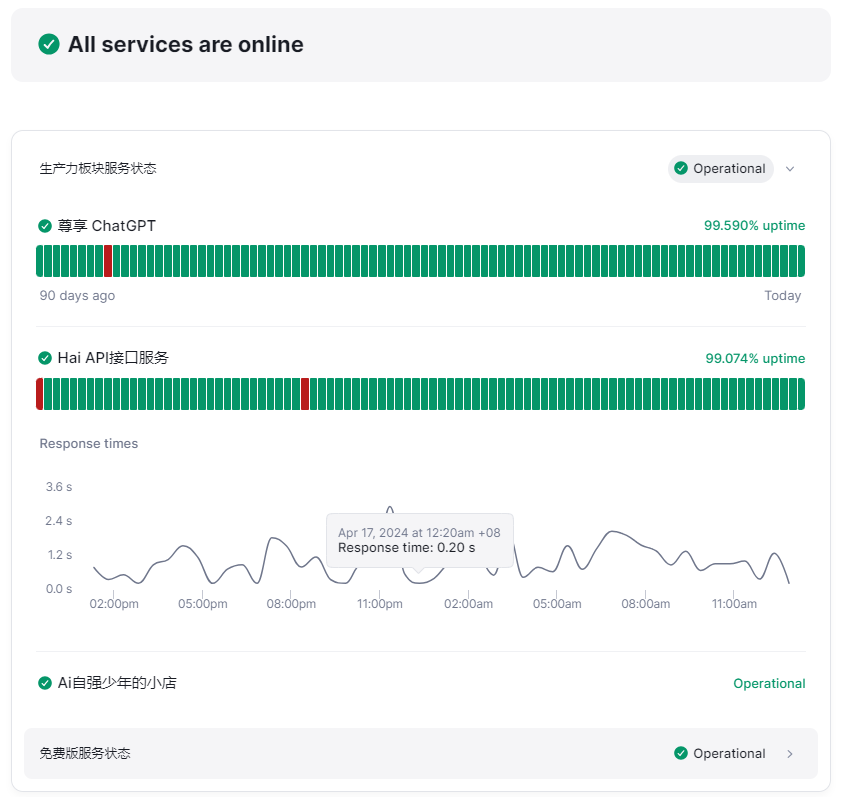 All services are online
生产力板块服务状态
Operational
尊享 ChatGPT
99.590% uptime
90 days ago
Today
Hai API接口服务
99.074% uptime
Response times
3.6 s
2.4 s
1.2 s
0.0 s
Apr 17, 2024 at 12:20am +08
Response time: 0.20 s
02:00pm 05:00pm 08:00pm 11:00pm 02:00am 05:00am 08:00am 11:00am
Ai自强少年的小店
Operational
免费版服务状态
Operational